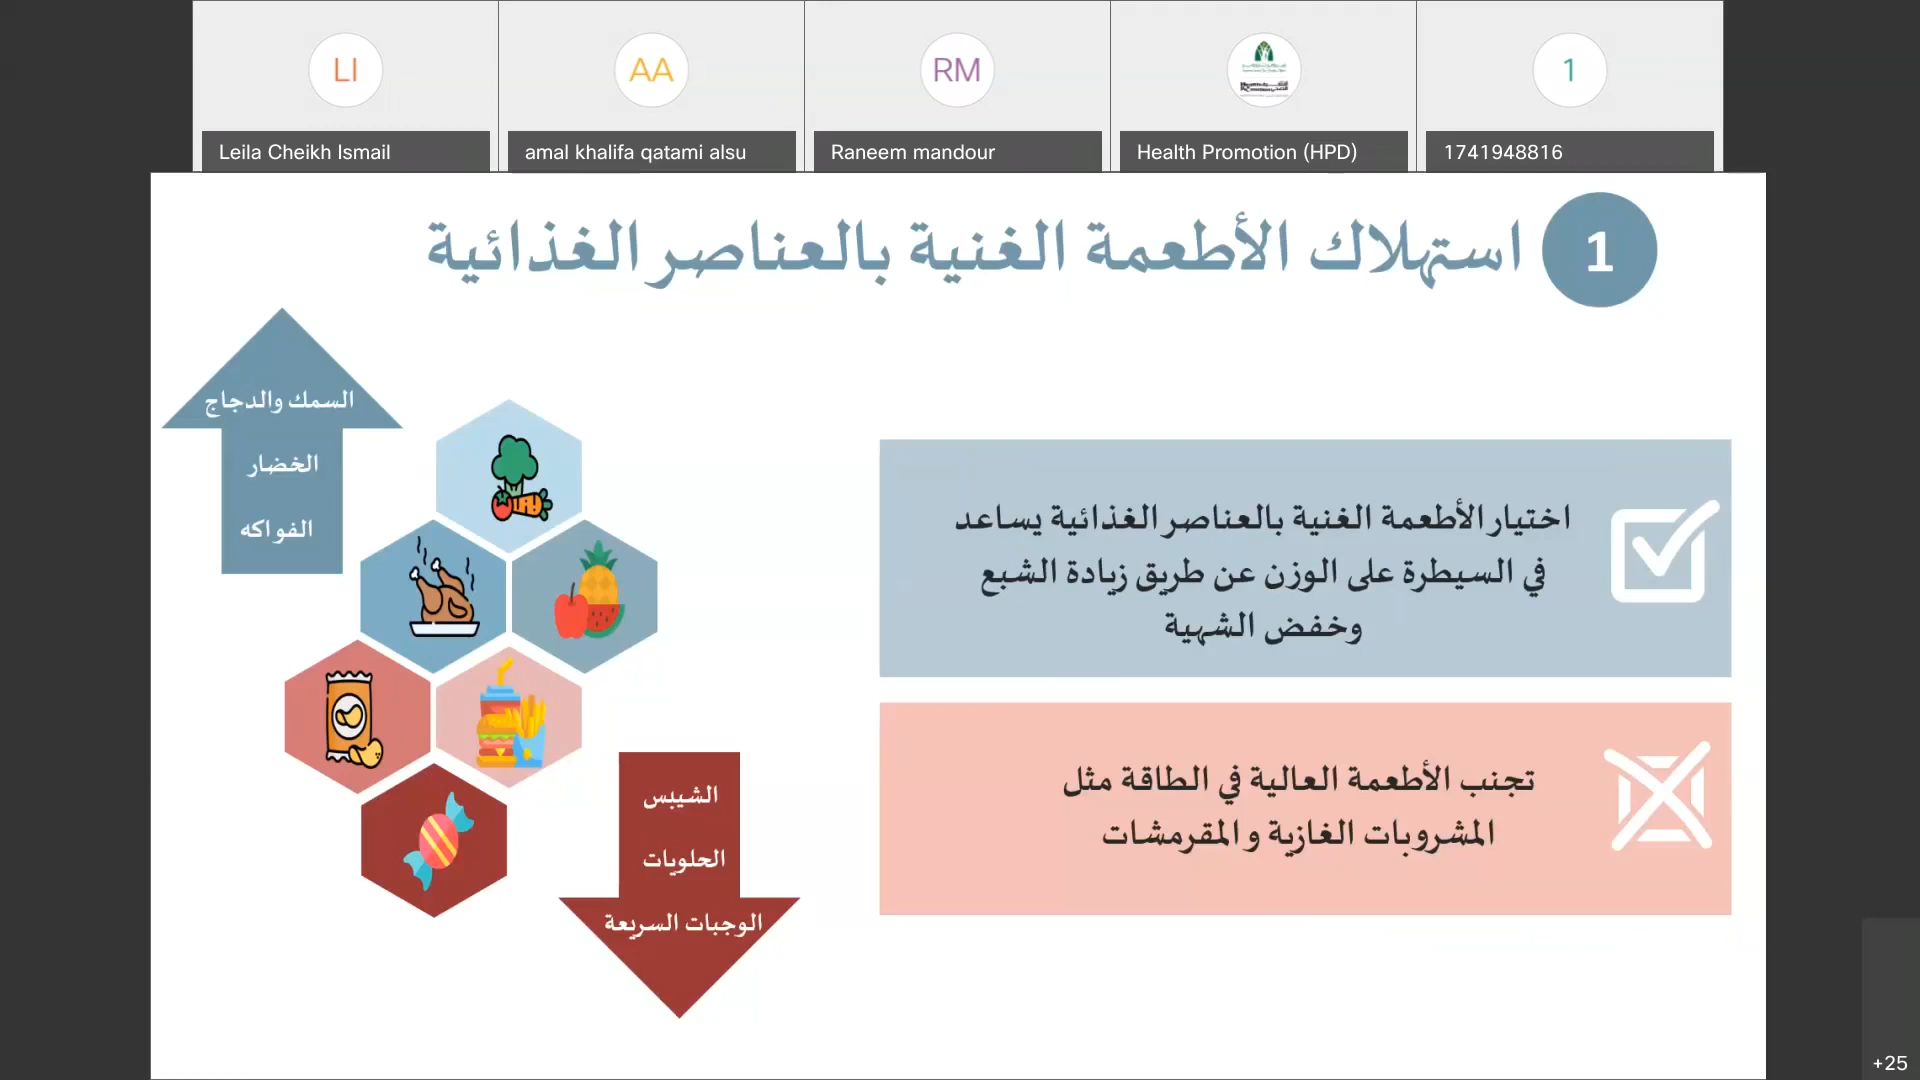 LI
AA
RM
1
Leila Cheikh Ismail
amal khalifa qatami alsu
Raneem mandour
Health Promotion (HPD)
1741948816
1
استهلاك الأطعمة الغنية بالعناصر الغذائية
السمك والدجاج
الخضار
الفواكه
اختيار الأطعمة الغنية بالعناصر الغذائية يساعد
في السيطرة على الوزن عن طريق زيادة الشبع
وخفض الشهية
تجنب الأطعمة العالية في الطاقة مثل
المشروبات الغازية والمقرمشات
الشيبس
الحلويات
الوجبات السريعة
+25